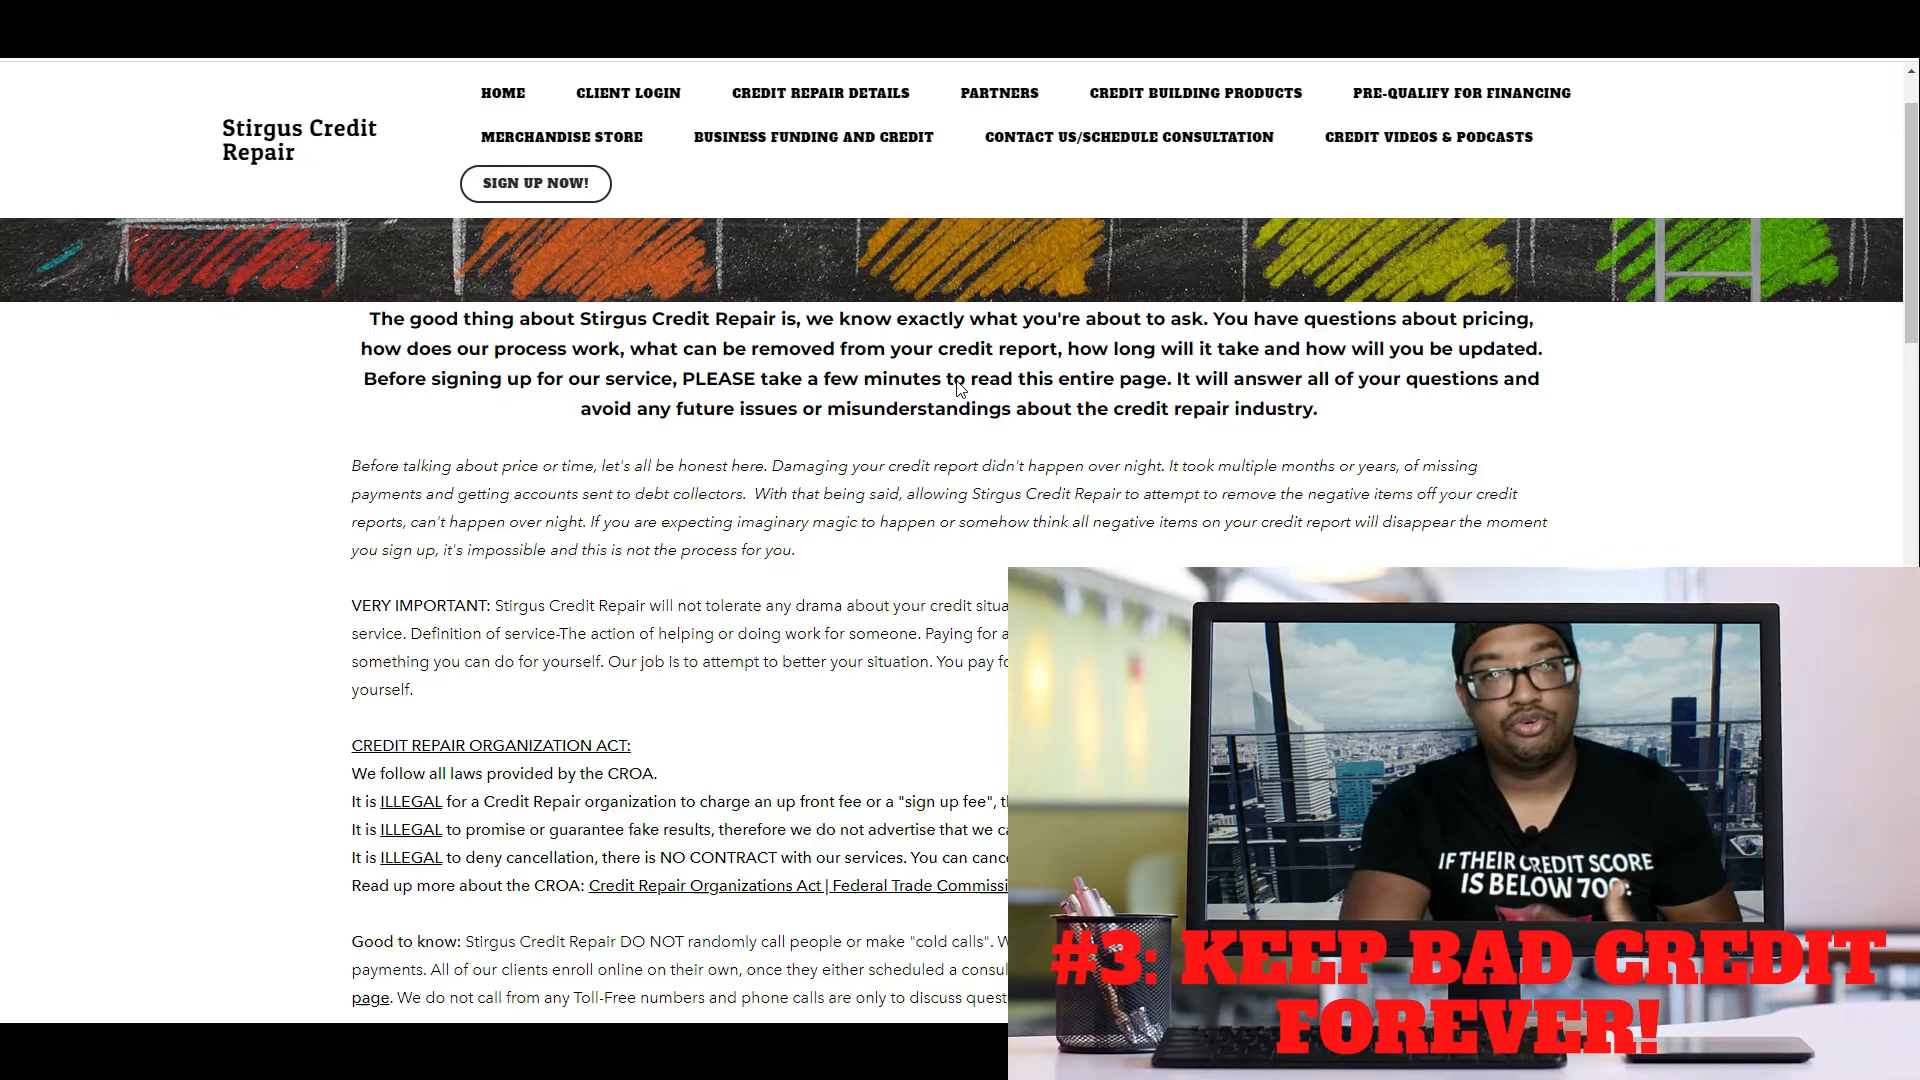 HOME CLIENT LOGIN CREDIT REPAIR DETAILS PARTNERS CREDIT BUILDING PRODUCTS PRE-QUALIFY FOR FINANCING
Stirgus Credit
Repair
MERCHANDISE STORE BUSINESS FUNDING AND CREDIT CONTACT US/SCHEDULE CONSULTATION CREDIT VIDEOS & PODCASTS
SIGN UP NOW!
The good thing about Stirgus Credit Repair is, we know exactly what you're about to ask. You have questions about pricing,
how does our process work, what can be removed from your credit report, how long will it take and how will you be updated.
Before signing up for our service, PLEASE take a few minutes to read this entire page. It will answer all of your questions and
avoid any future issues or misunderstandings about the credit repair industry.
Before talking about price or time, let's all be honest here. Damaging your credit report didn't happen over night. It took multiple months or years, of missing
payments and getting accounts sent to debt collectors. With that being said, allowing Stirgus Credit Repair to attempt to remove the negative items off your credit
reports, can't happen over night. If you are expecting imaginary magic to happen or somehow think all negative items on your credit report will disappear the moment
you sign up, it's impossible and this is not the process for you.
VERY IMPORTANT: Stirgus Credit Repair will not tolerate any drama about your credit situa
service. Definition of service-The action of helping or doing work for someone. Paying for a
something you can do for yourself. Our job is to attempt to better your situation. You pay fo
yourself.
CREDIT REPAIR ORGANIZATION ACT:
We follow all laws provided by the CROA.
It is ILLEGAL for a Credit Repair organization to charge an up front fee or a "sign up fee", th
It is ILLEGAL to promise or guarantee fake results, therefore we do not advertise that we ca
It is ILLEGAL to deny cancellation, there is NO CONTRACT with our services. You can cance
Read up more about the CROA: Credit Repair Organizations Act | Federal Trade Commissi
Good to know: Stirgus Credit Repair DO NOT randomly call people or make "cold calls". W
payments. All of our clients enroll online on their own, once they either scheduled a consul
page. We do not call from any Toll-Free numbers and phone calls are only to discuss quest
IF THEIR CREDIT SCORE
IS BELOW 700:
#3: KEEP BAD CREDIT
FOREVER!